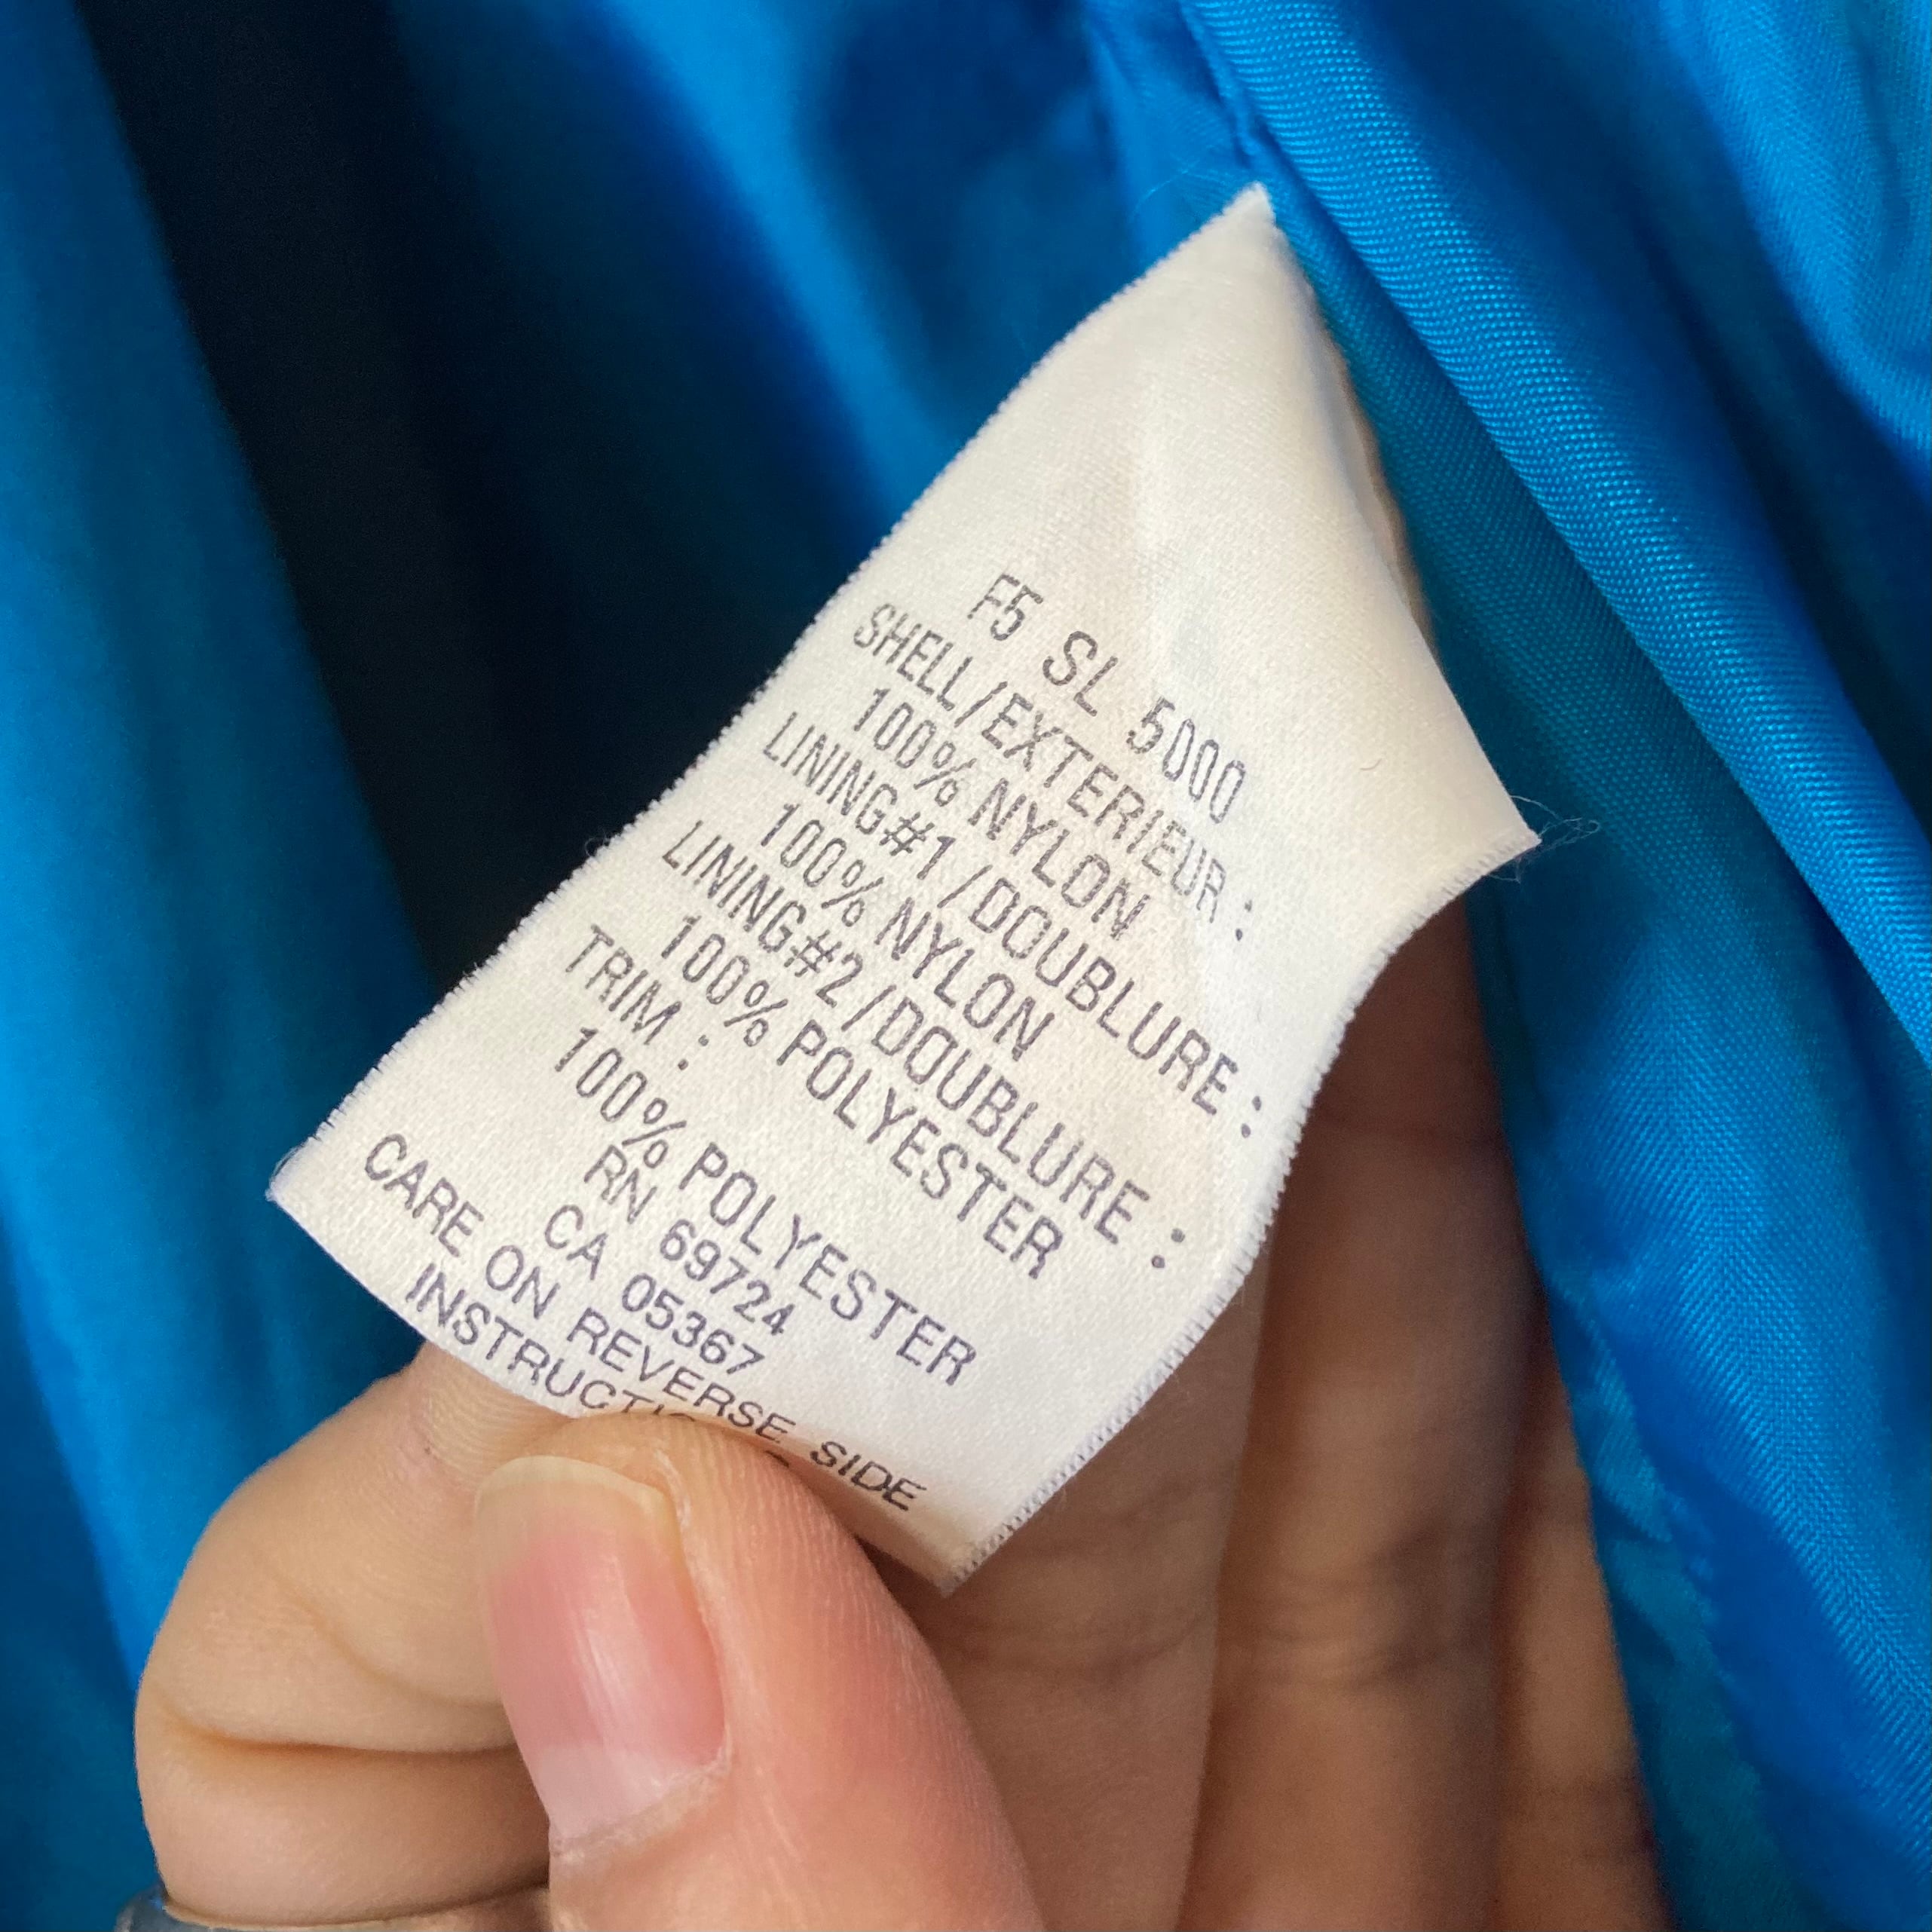 F5 SL 5000
SHELL/EXTERIEUR :
100% NYLON
LINING#1/DOUBLURE :
100% NYLON
LINING#2/DOUBLURE :
100% POLYESTER
TRIM :
100% POLYESTER
RN 69724
CA 05367
CARE ON REVERSE SIDE